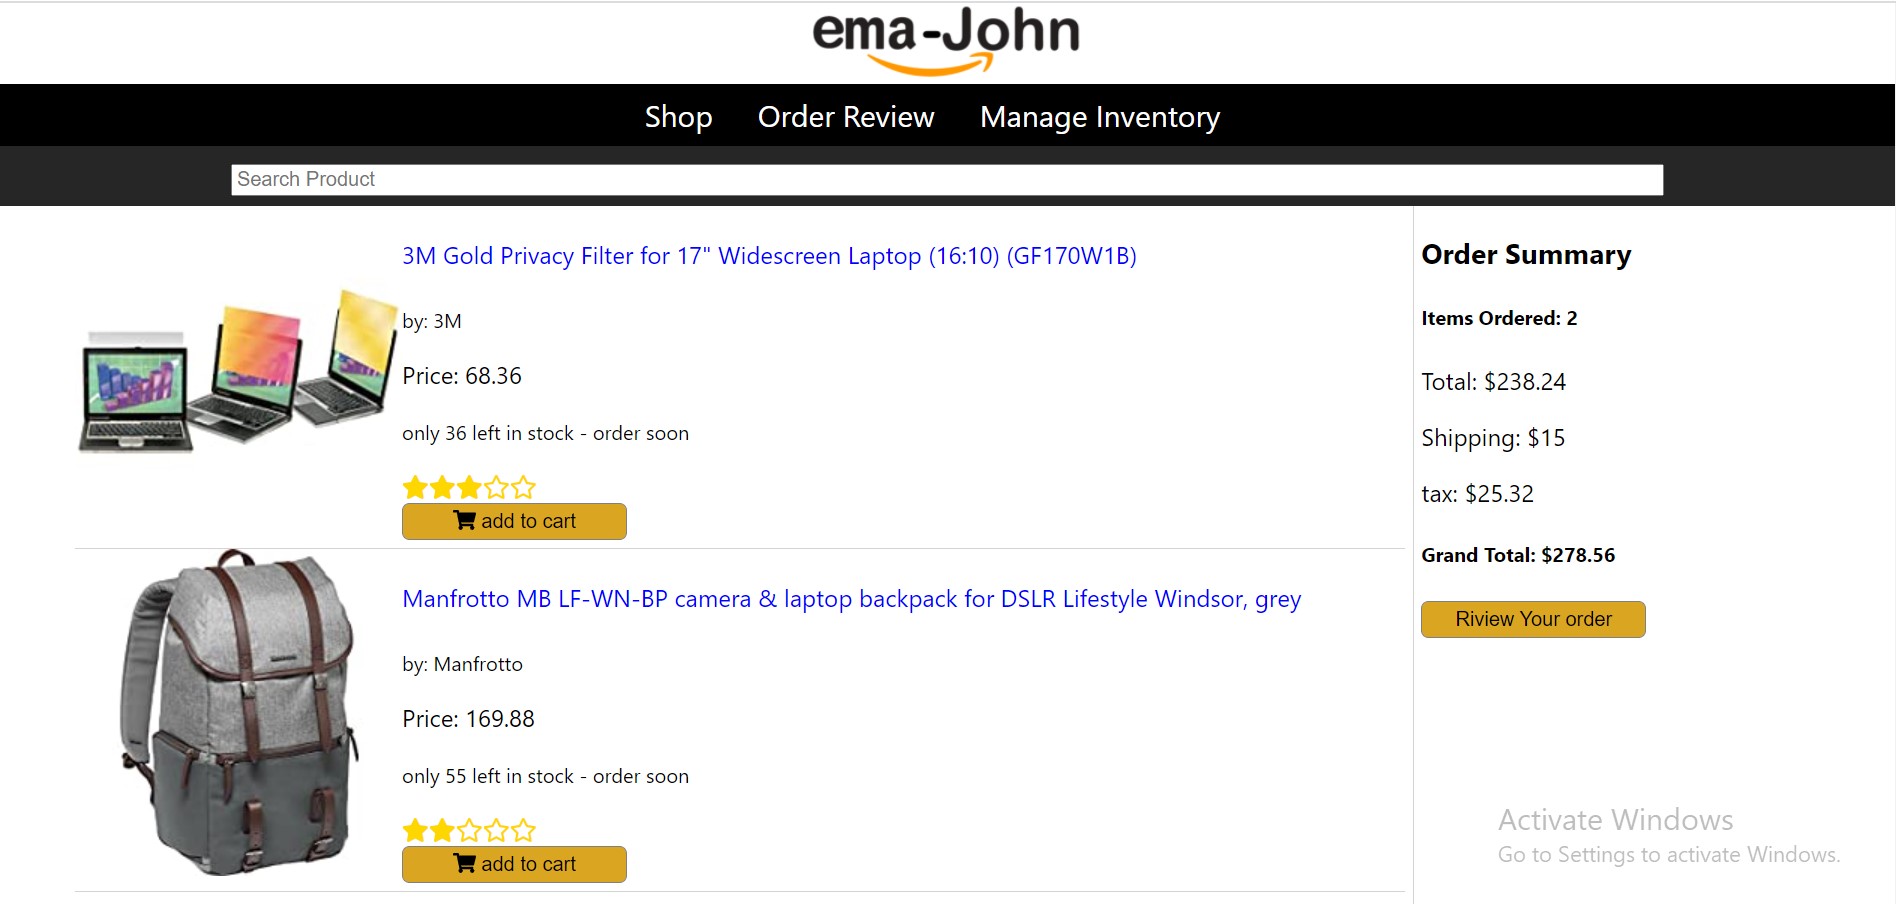 ema-John
Shop Order Review Manage Inventory
Search Product
3M Gold Privacy Filter for 17" Widescreen Laptop (16:10) (GF170W1B)
by: 3M
Price: 68.36
only 36 left in stock - order soon
add to cart
Manfrotto MB LF-WN-BP camera & laptop backpack for DSLR Lifestyle Windsor, grey
by: Manfrotto
Price: 169.88
only 55 left in stock - order soon
add to cart
Order Summary
Items Ordered: 2
Total: $238.24
Shipping: $15
tax: $25.32
Grand Total: $278.56
Riview Your order
Activate Windows
Go to Settings to activate Windows.